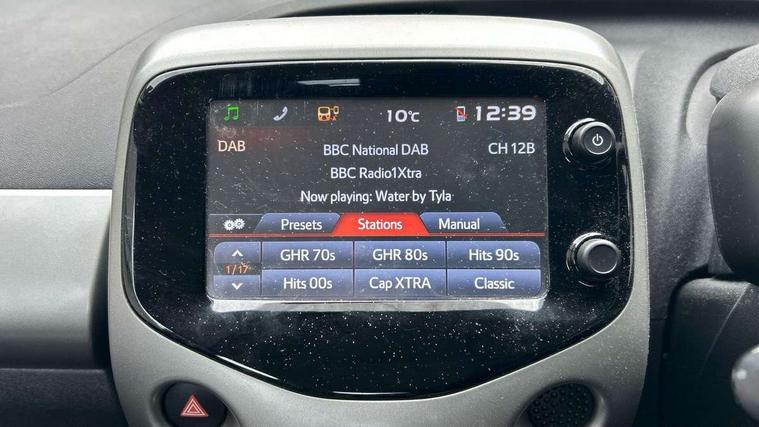 10°C 12:39
DAB BBC National DAB CH 12B
BBC Radio1Xtra
Now playing: Water by Tyla
Presets Stations Manual
GHR 70s GHR 80s Hits 90s
1/17
Hits 00s Cap XTRA Classic